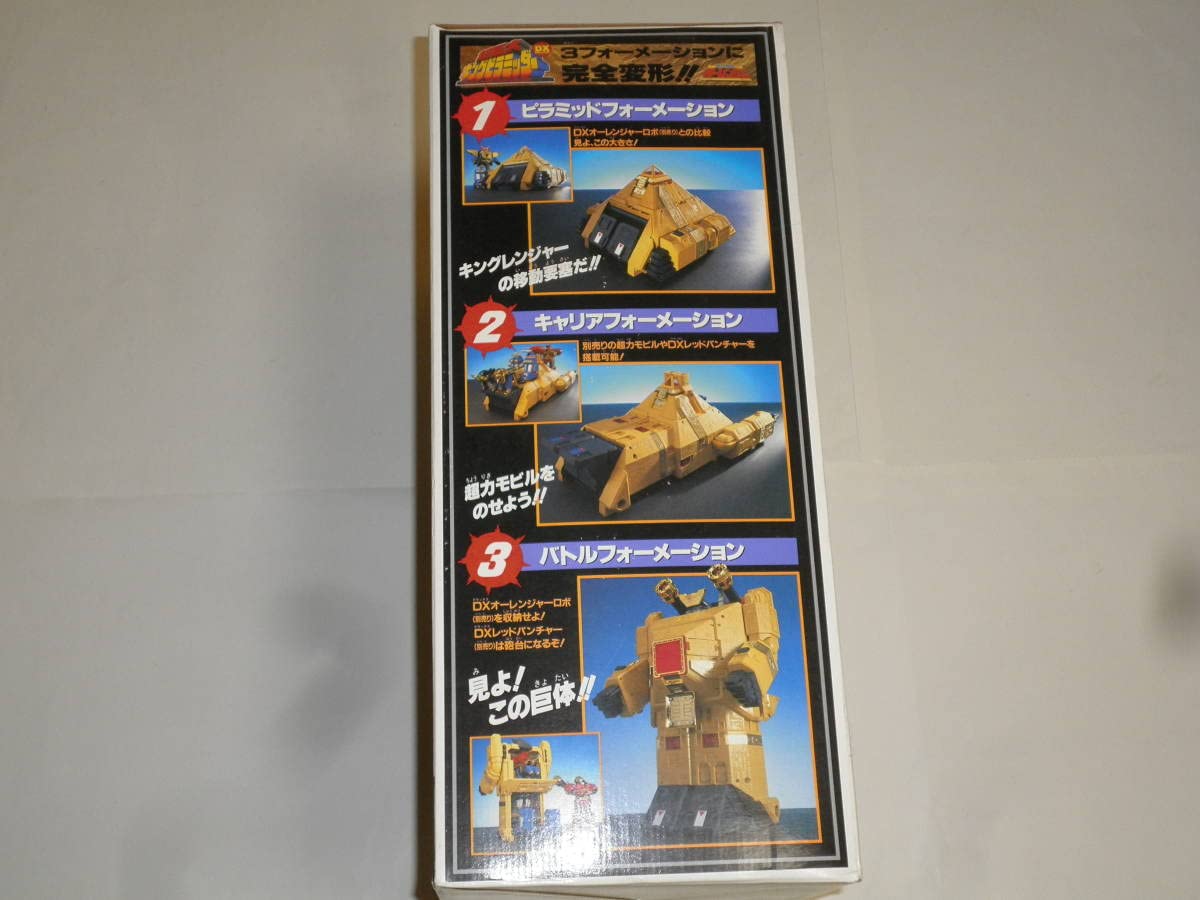 キングピラミッダー DX
3フォーメーションに
完全変形!!
1 ピラミッドフォーメーション
DXオーレンジャーロボ(別売り)との比較
見よ、この大きさ!
キングレンジャー
の移動要塞だ!!
2 キャリアフォーメーション
別売りの超力モビルやDXレッドパンチャーを
搭載可能!
超力モビルを
のせよう!!
3 バトルフォーメーション
DXオーレンジャーロボ
(別売り)を収納せよ!
DXレッドパンチャー
(別売り)は砲台になるぞ!
見よ!
この巨体!!